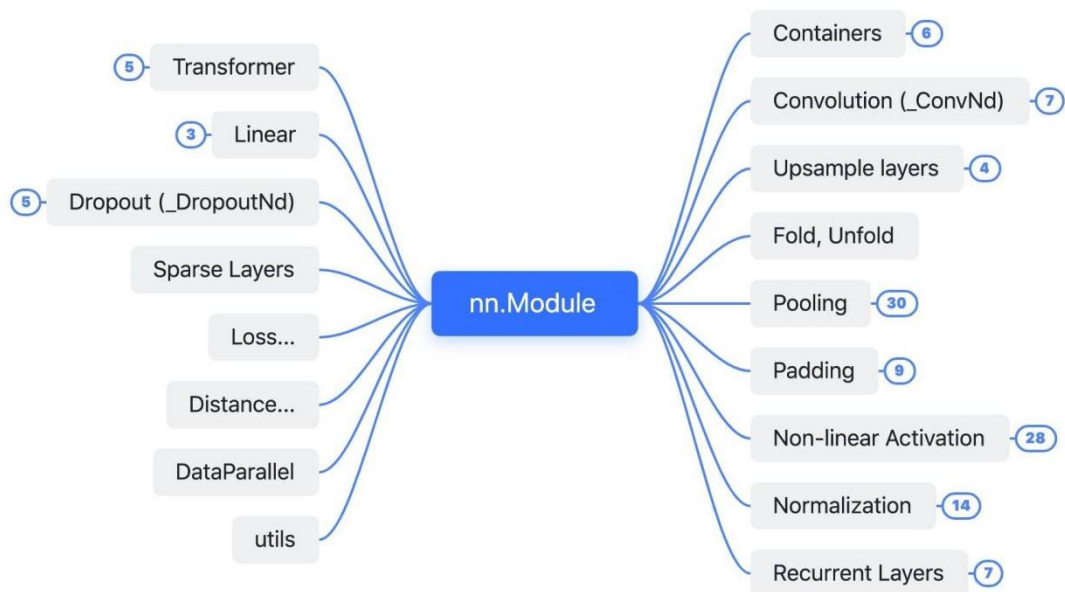 Transformer
5
Linear
3
Dropout (_DropoutNd)
5
Sparse Layers
Loss...
Distance...
DataParallel
utils
nn.Module
Containers
6
Convolution (_ConvNd)
7
Upsample layers
4
Fold, Unfold
Pooling
30
Padding
9
Non-linear Activation
28
Normalization
14
Recurrent Layers
7